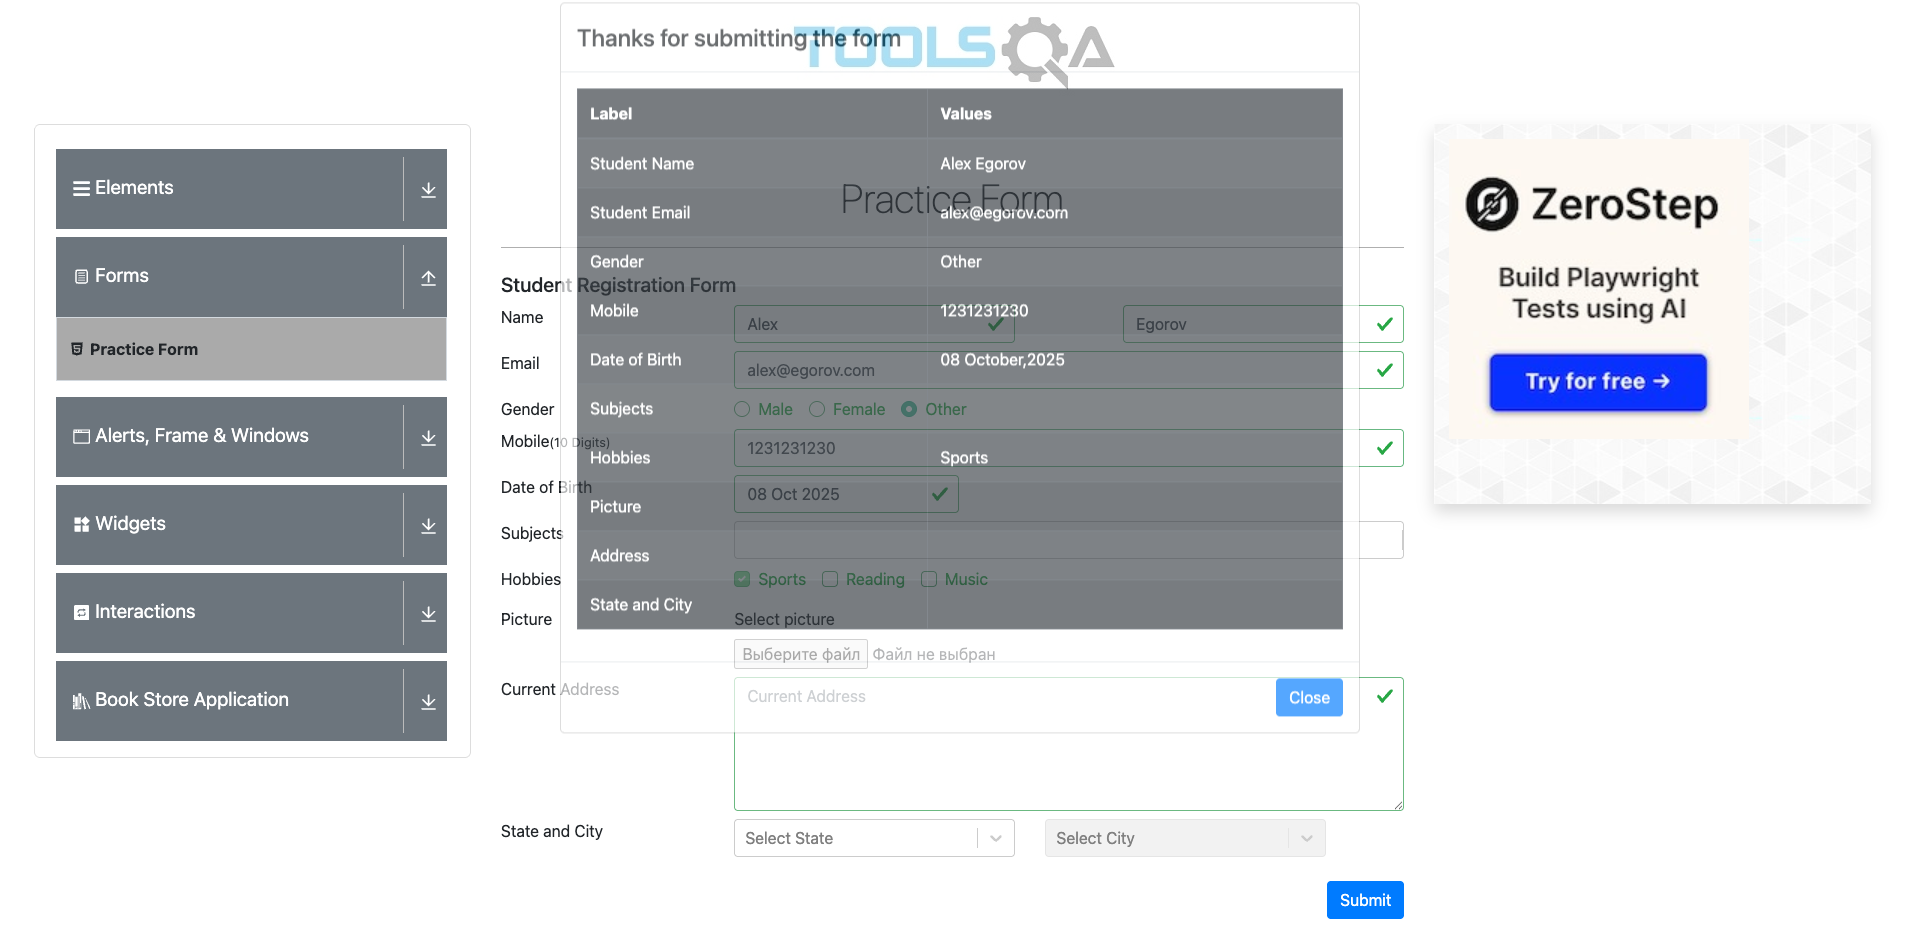 TOOLSQA
Thanks for submitting the form
Label Values
Student Name Alex Egorov
Student Email alex@egorov.com
Gender Other
Mobile 1231231230
Date of Birth 08 October,2025
Subjects
Hobbies Sports
Picture
Address
State and City
Close
Elements
Forms
Practice Form
Alerts, Frame & Windows
Widgets
Interactions
Book Store Application
Practice Form
Student Registration Form
Name Alex Egorov
Email alex@egorov.com
Gender Male Female Other
Mobile(10 Digits) 1231231230
Date of Birth 08 Oct 2025
Subjects
Hobbies Sports Reading Music
Picture Select picture
Выберите файл Файл не выбран
Current Address Current Address
State and City Select State Select City
Submit
ZeroStep
Build Playwright
Tests using AI
Try for free →